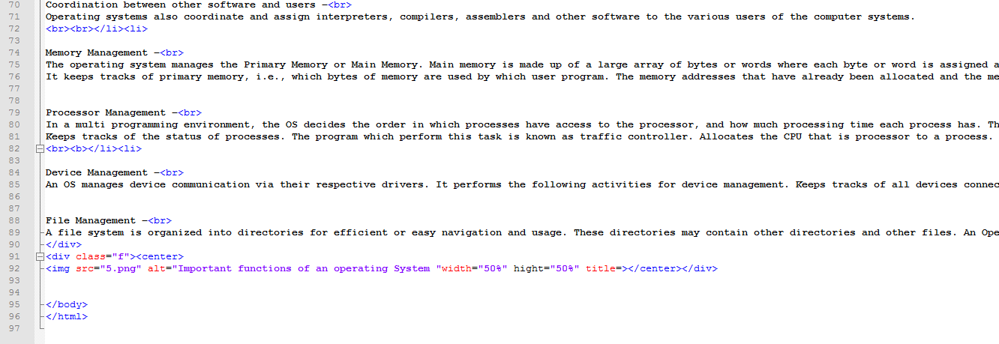 70 Coordination between other software and users –<br>
71 Operating systems also coordinate and assign interpreters, compilers, assemblers and other software to the various users of the computer systems.
72 <br><br></li><li>
73
74 Memory Management –<br>
75 The operating system manages the Primary Memory or Main Memory. Main memory is made up of a large array of bytes or words where each byte or word is assigned a
76 It keeps tracks of primary memory, i.e., which bytes of memory are used by which user program. The memory addresses that have already been allocated and the me
77
78
79 Processor Management –<br>
80 In a multi programming environment, the OS decides the order in which processes have access to the processor, and how much processing time each process has. Th
81 Keeps tracks of the status of processes. The program which perform this task is known as traffic controller. Allocates the CPU that is processor to a process.
82 <br><b></li><li>
83
84 Device Management –<br>
85 An OS manages device communication via their respective drivers. It performs the following activities for device management. Keeps tracks of all devices connec
86
87
88 File Management –<br>
89 A file system is organized into directories for efficient or easy navigation and usage. These directories may contain other directories and other files. An Ope
90 </div>
91 <div class="f"><center>
92 <img src="5.png" alt="Important functions of an operating System "width="50%" hight="50%" title=></center></div>
93
94
95 </body>
96 </html>
97